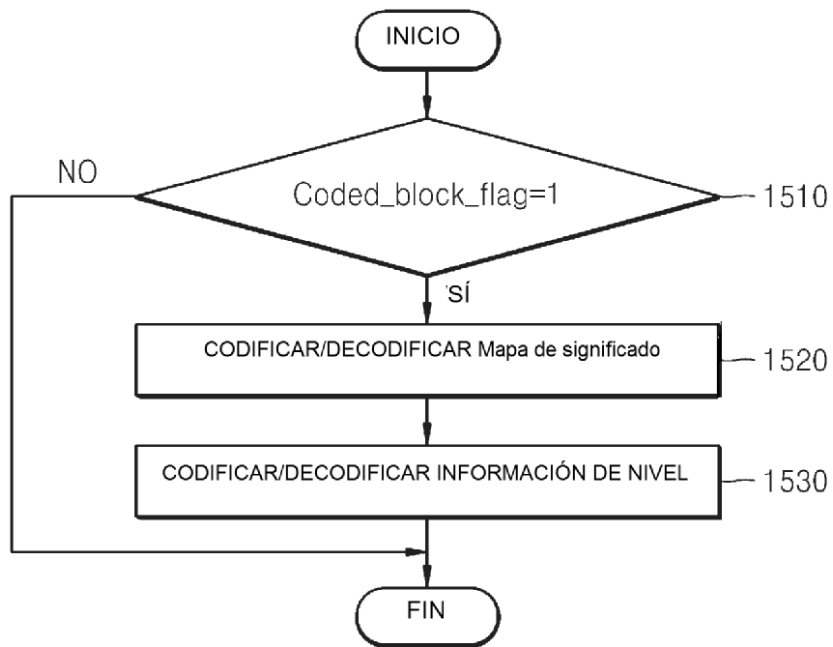 INICIO
NO
Coded_block_flag=1
1510
SÍ
CODIFICAR/DECODIFICAR Mapa de significado
1520
CODIFICAR/DECODIFICAR INFORMACIÓN DE NIVEL
1530
FIN